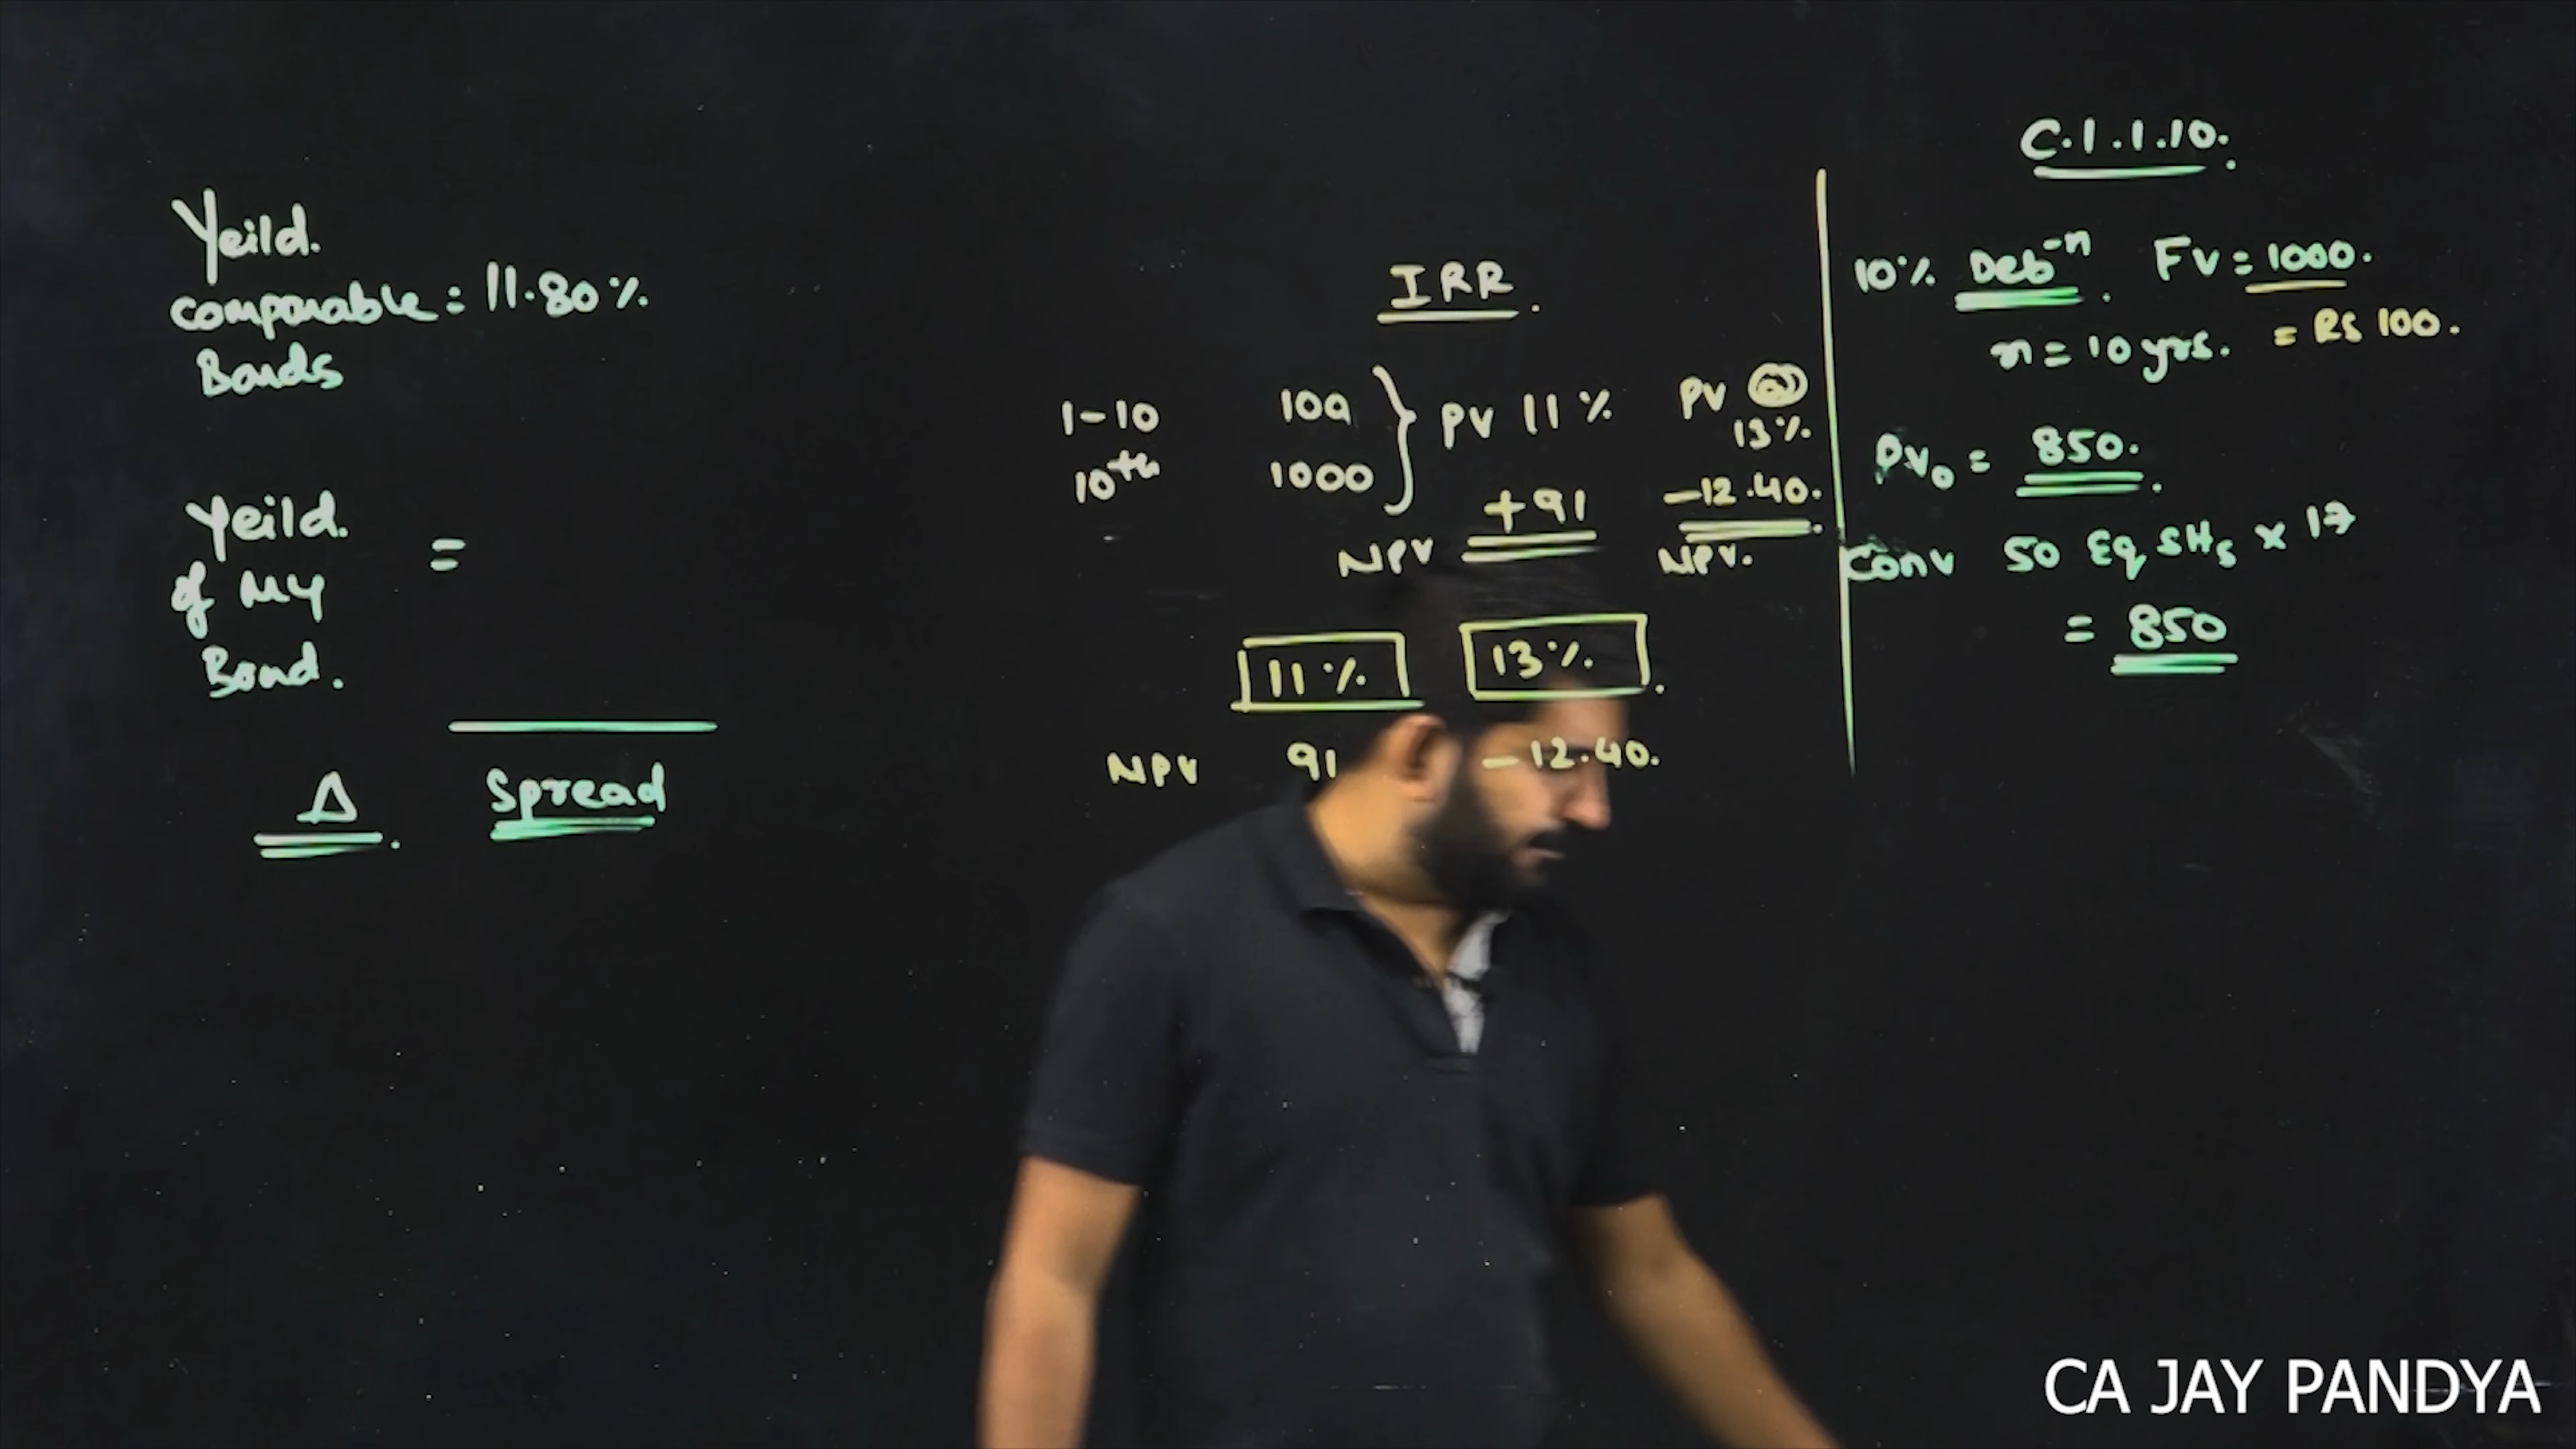 Yeild.
comparable = 11.80%
Bonds
Yeild.
of My =
Bond.
Δ. Spread
IRR.
1-10 100 } PV 11% PV @ 13%
10th 1000
+91 -12.40.
NPV NPV.
11% 13%.
NPV 91 -12.40.
C.1.1.10.
10% Deb-n. FV = 1000.
n = 10 yrs. = Rs 100.
PV0 = 850.
Conv 50 Eq SHs × 17
= 850
CA JAY PANDYA